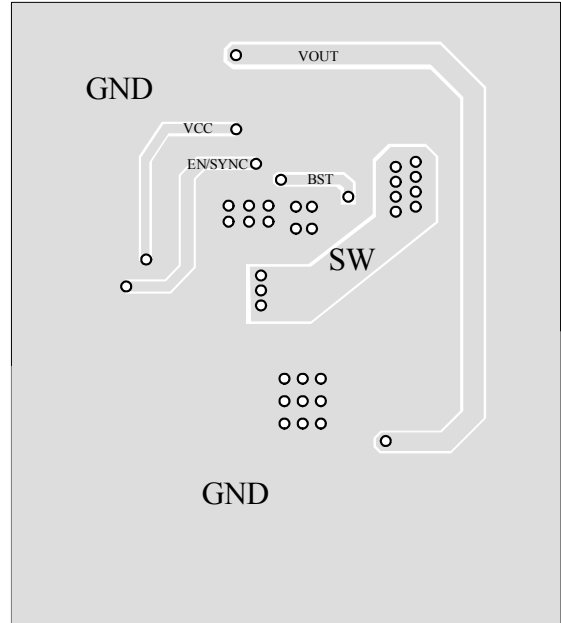 VOUT
GND
VCC
EN/SYNC
BST
SW
GND